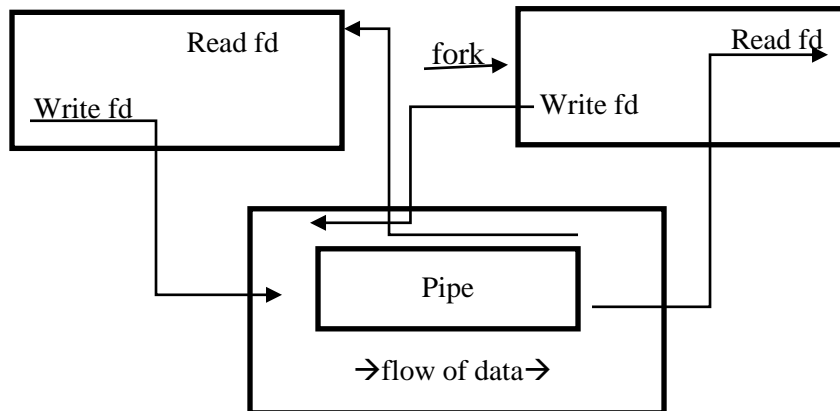 Read fd
Write fd
fork
Read fd
Write fd
Pipe
→flow of data→